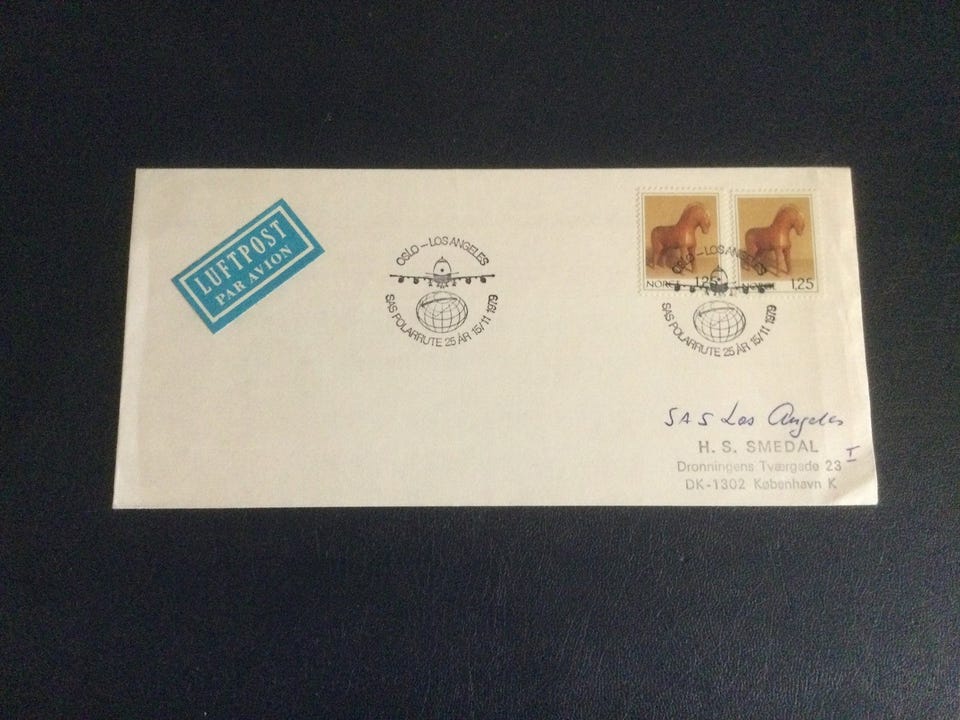 LUFTPOST
PAR AVION
OSLO – LOS ANGELES
SAS POLARRUTE 25 ÅR 15/11 1979
NORGE 1,25
NORGE 1,25
OSLO – LOS ANGELES
SAS POLARRUTE 25 ÅR 15/11 1979
SAS Los Angeles
H. S. SMEDAL I
Dronningens Tværgade 23
DK-1302 København K